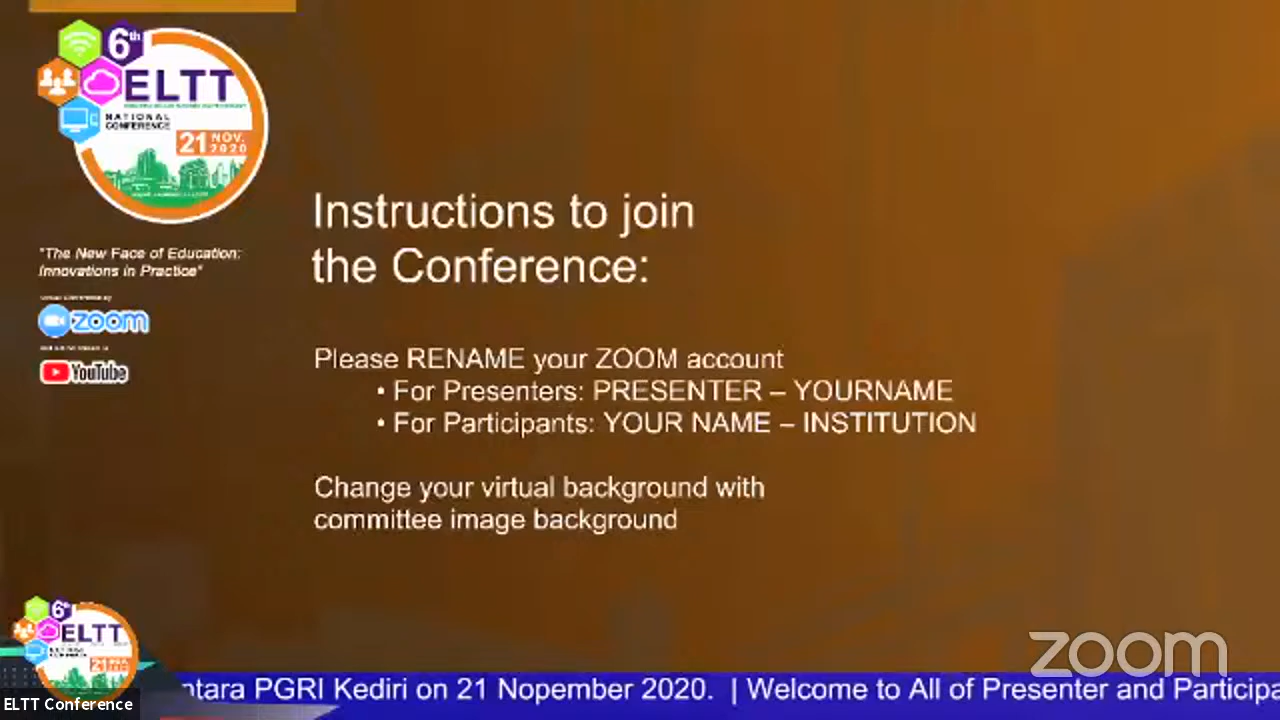 6th
ELTT
NATIONAL
CONFERENCE
21 NOV.
2020
"The New Face of Education:
Innovations in Practice"
zoom
YouTube
Instructions to join
the Conference:
Please RENAME your ZOOM account
• For Presenters: PRESENTER – YOURNAME
• For Participants: YOUR NAME – INSTITUTION
Change your virtual background with
committee image background
6th
ELTT
zoom
ntara PGRI Kediri on 21 Nopember 2020. | Welcome to All of Presenter and Participa
ELTT Conference